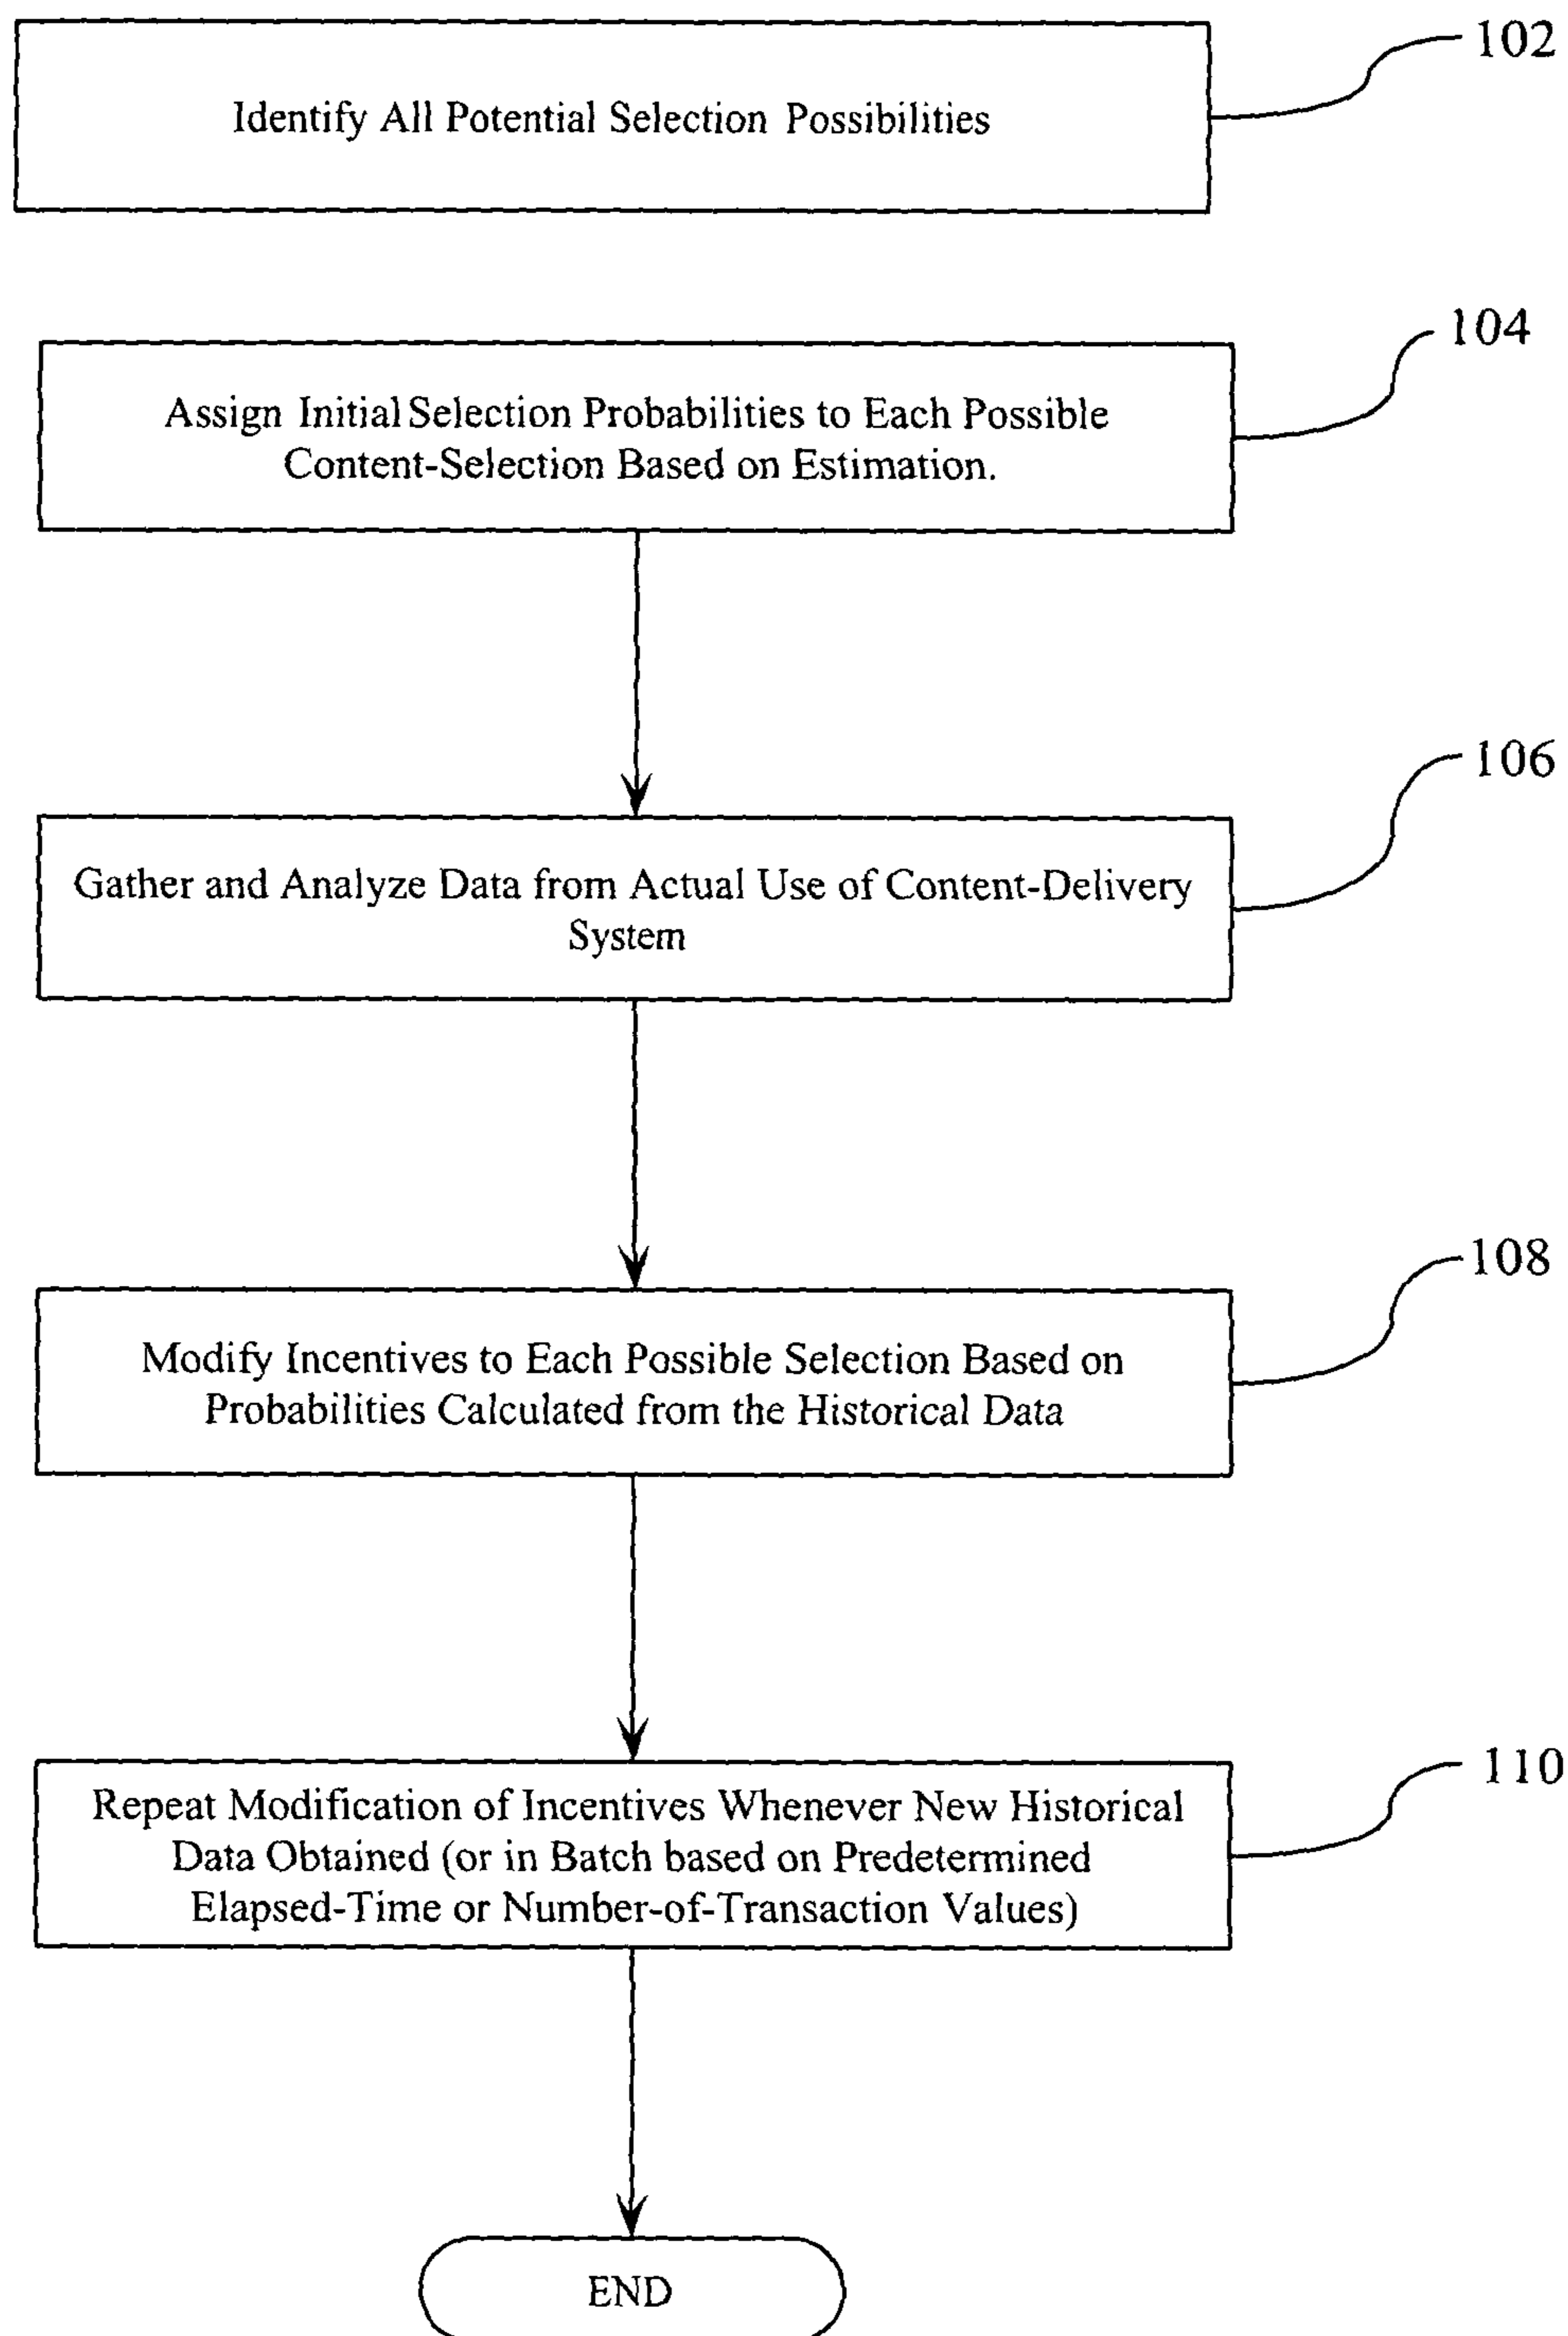 102
Identify All Potential Selection Possibilities
104
Assign Initial Selection Probabilities to Each Possible
Content-Selection Based on Estimation.
106
Gather and Analyze Data from Actual Use of Content-Delivery
System
108
Modify Incentives to Each Possible Selection Based on
Probabilities Calculated from the Historical Data
110
Repeat Modification of Incentives Whenever New Historical
Data Obtained (or in Batch based on Predetermined
Elapsed-Time or Number-of-Transaction Values)
END